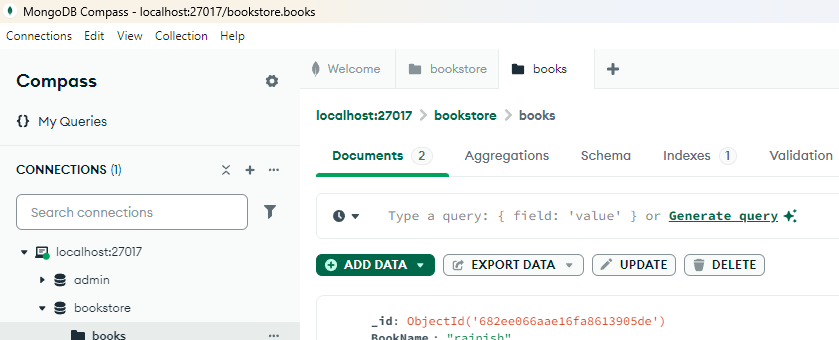 MongoDB Compass - localhost:27017/bookstore.books
Connections Edit View Collection Help
Compass
{} My Queries
CONNECTIONS (1)
Search connections
localhost:27017
admin
bookstore
books
Welcome bookstore books
localhost:27017 > bookstore > books
Documents 2 Aggregations Schema Indexes 1 Validation
Type a query: { field: 'value' } or Generate query
ADD DATA EXPORT DATA UPDATE DELETE
_id: ObjectId('682ee066aae16fa8613905de')
BookName : "rajnish"